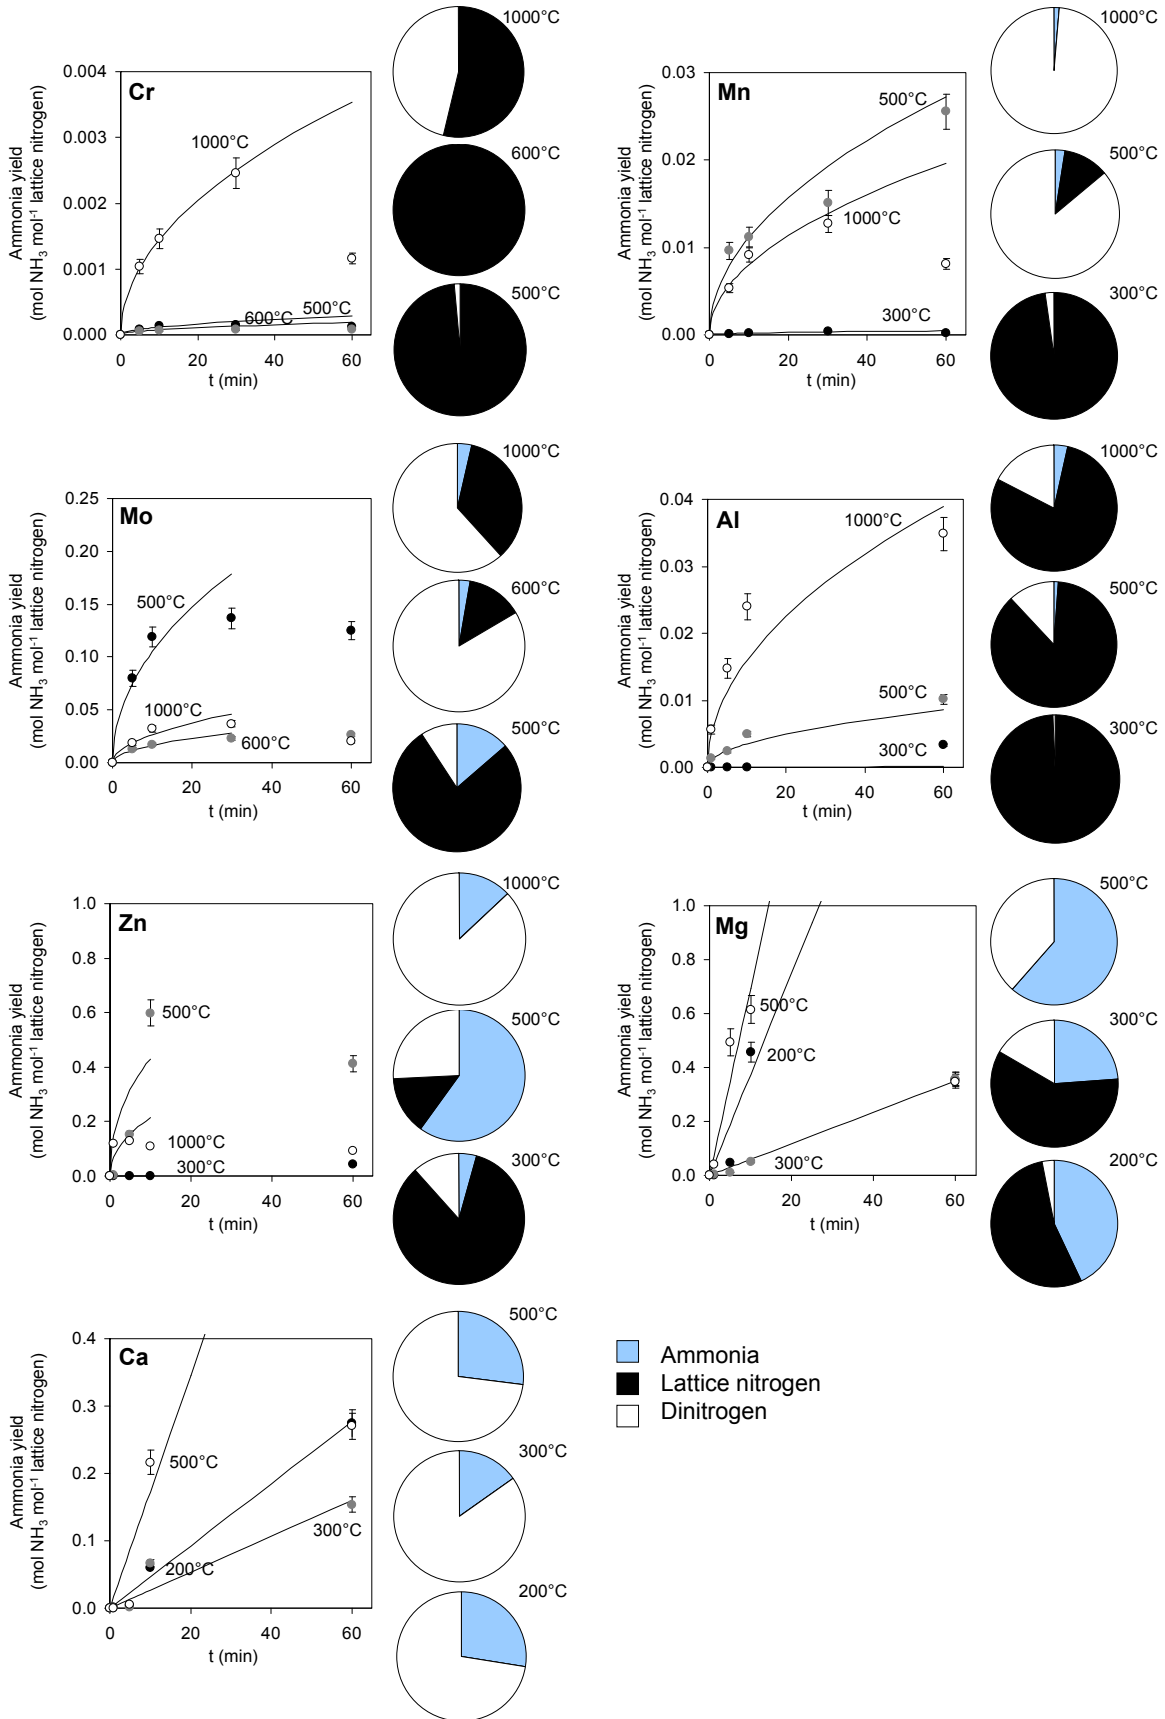 Cr
Ammonia yield
(mol NH3 mol-1 lattice nitrogen)
0.004
0.003
0.002
0.001
0.000
1000°C
600°C
500°C
0 20 40 60
t (min)
1000°C
600°C
500°C
Mn
Ammonia yield
(mol NH3 mol-1 lattice nitrogen)
0.03
0.02
0.01
0.00
500°C
1000°C
300°C
0 20 40 60
t (min)
1000°C
500°C
300°C
Mo
Ammonia yield
(mol NH3 mol-1 lattice nitrogen)
0.25
0.20
0.15
0.10
0.05
0.00
500°C
1000°C
600°C
0 20 40 60
t (min)
1000°C
600°C
500°C
Al
Ammonia yield
(mol NH3 mol-1 lattice nitrogen)
0.04
0.03
0.02
0.01
0.00
1000°C
500°C
300°C
0 20 40 60
t (min)
1000°C
500°C
300°C
Zn
Ammonia yield
(mol NH3 mol-1 lattice nitrogen)
1.0
0.8
0.6
0.4
0.2
0.0
500°C
1000°C
300°C
0 20 40 60
t (min)
1000°C
500°C
300°C
Mg
Ammonia yield
(mol NH3 mol-1 lattice nitrogen)
1.0
0.8
0.6
0.4
0.2
0.0
500°C
200°C
300°C
0 20 40 60
t (min)
500°C
300°C
200°C
Ca
Ammonia yield
(mol NH3 mol-1 lattice nitrogen)
0.4
0.3
0.2
0.1
0.0
500°C
300°C
200°C
0 20 40 60
t (min)
500°C
300°C
200°C
Ammonia
Lattice nitrogen
Dinitrogen